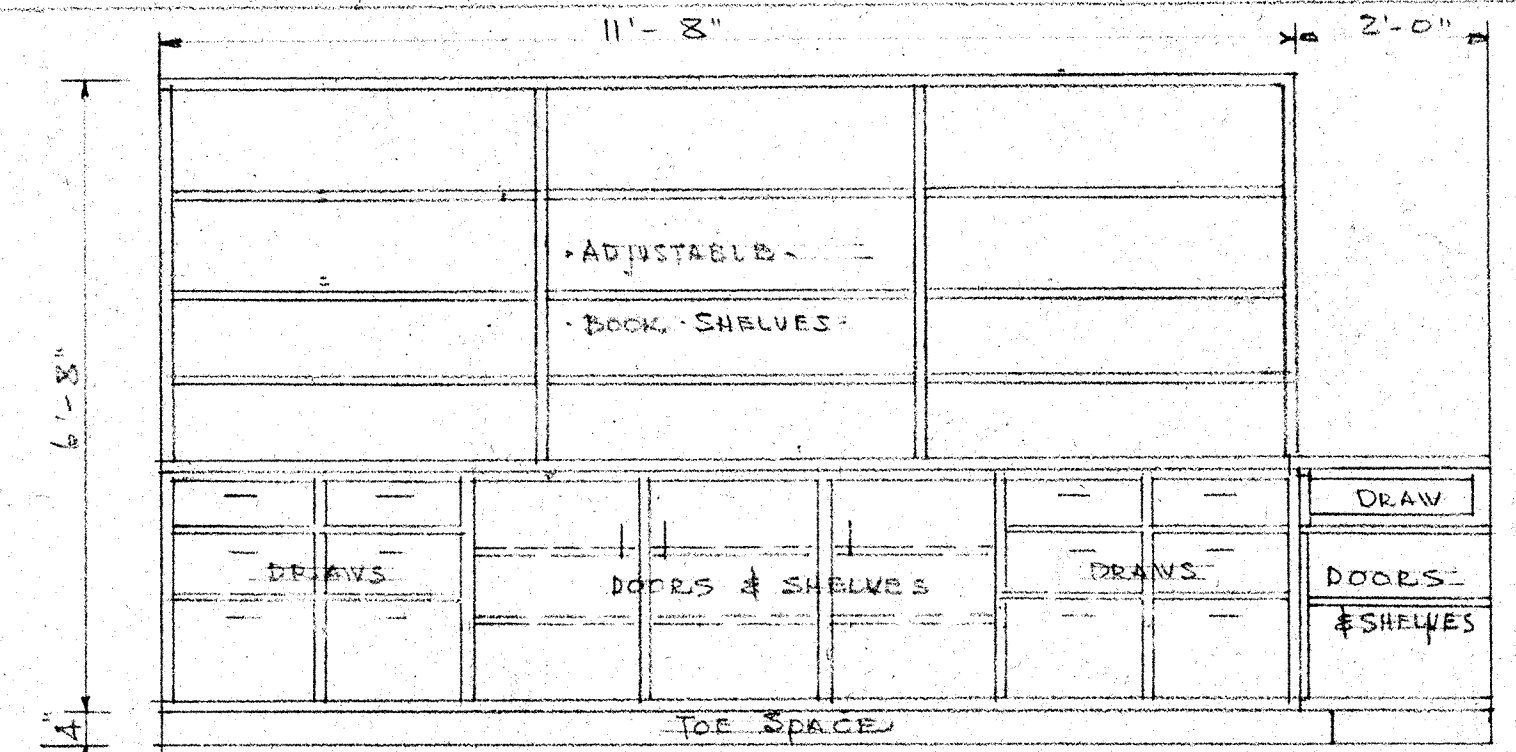 11'- 8"
2'-0"
6'-8"
• ADJUSTABLE -
· BOOK · SHELVES -
DRAWS
DOORS & SHELVES
DRAWS
DRAW
DOORS
& SHELVES
4"
TOE SPACE